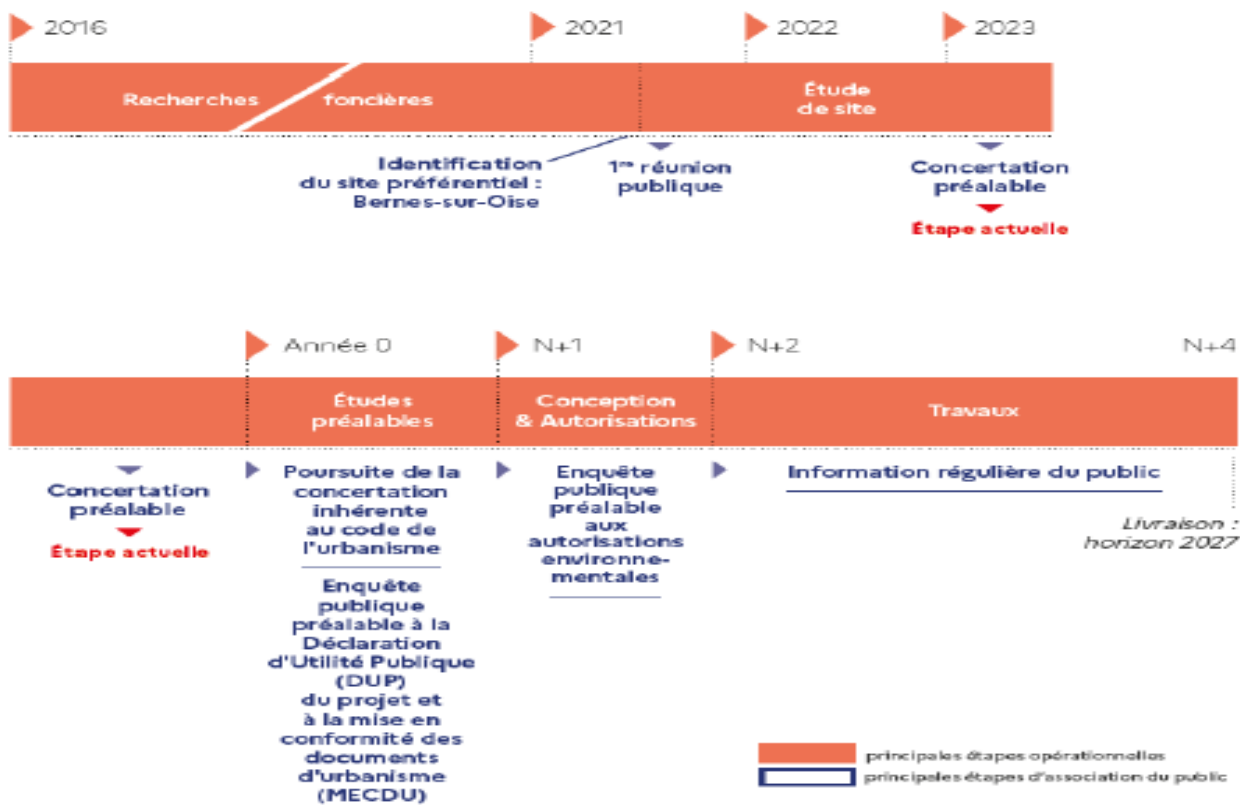 2016
2021
2022
2023
Recherches foncières
Étude
de site
Identification
du site préférentiel :
Bernes-sur-Oise
1re réunion
publique
Concertation
préalable
Étape actuelle
Année 0
N+1
N+2
N+4
Études
préalables
Conception
& Autorisations
Travaux
Concertation
préalable
Étape actuelle
Poursuite de la
concertation
inhérente
au code de
l'urbanisme
Enquête
publique
préalable à la
Déclaration
d'Utilité Publique
(DUP)
du projet et
à la mise en
conformité des
documents
d'urbanisme
(MECDU)
Enquête
publique
préalable
aux
autorisations
environne-
mentales
Information régulière du public
Livraison :
horizon 2027
principales étapes opérationnelles
principales étapes d'association du public